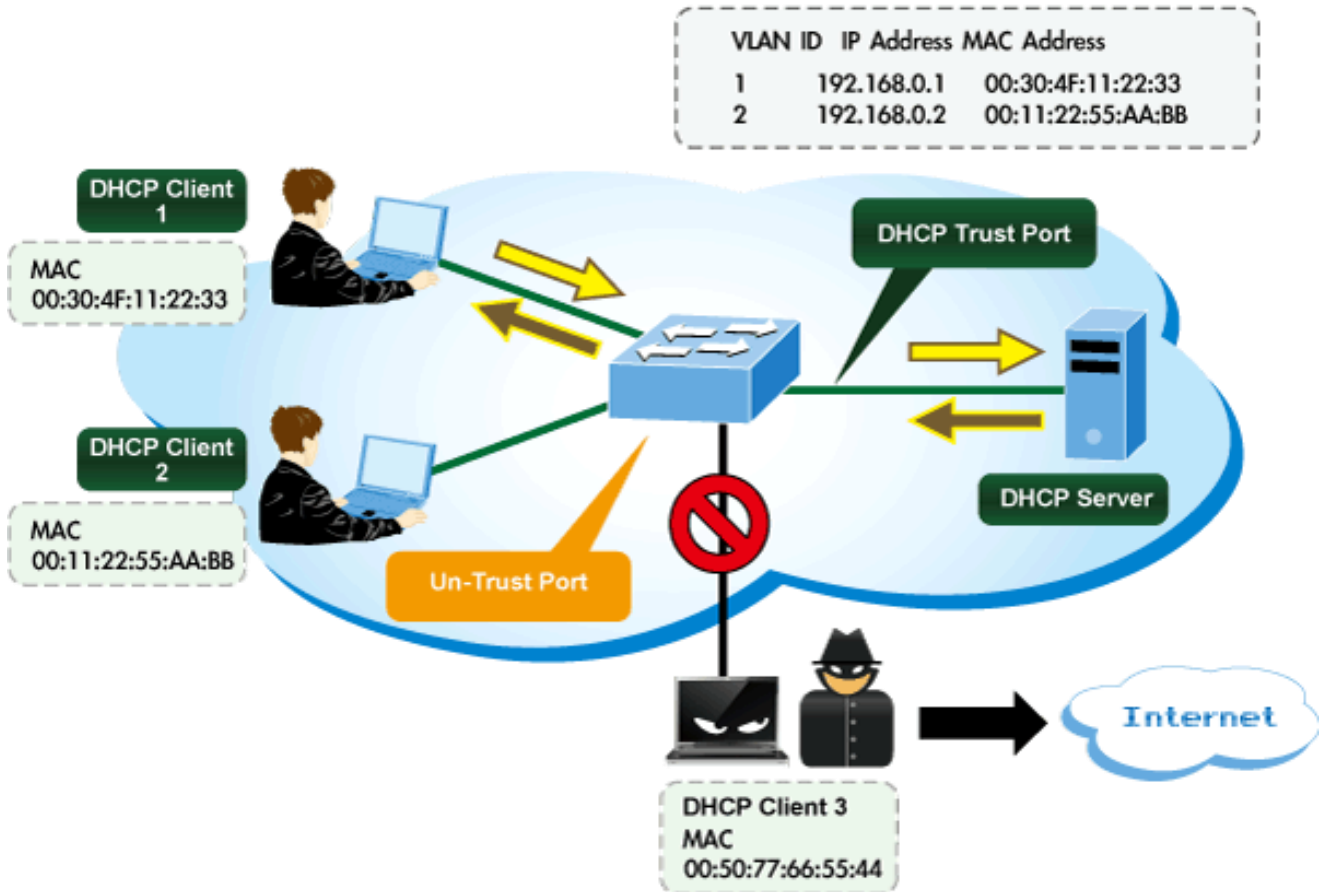 VLAN ID IP Address MAC Address
1 192.168.0.1 00:30:4F:11:22:33
2 192.168.0.2 00:11:22:55:AA:BB
DHCP Client
1
MAC
00:30:4F:11:22:33
DHCP Trust Port
DHCP Client
2
MAC
00:11:22:55:AA:BB
Un-Trust Port
DHCP Server
Internet
DHCP Client 3
MAC
00:50:77:66:55:44